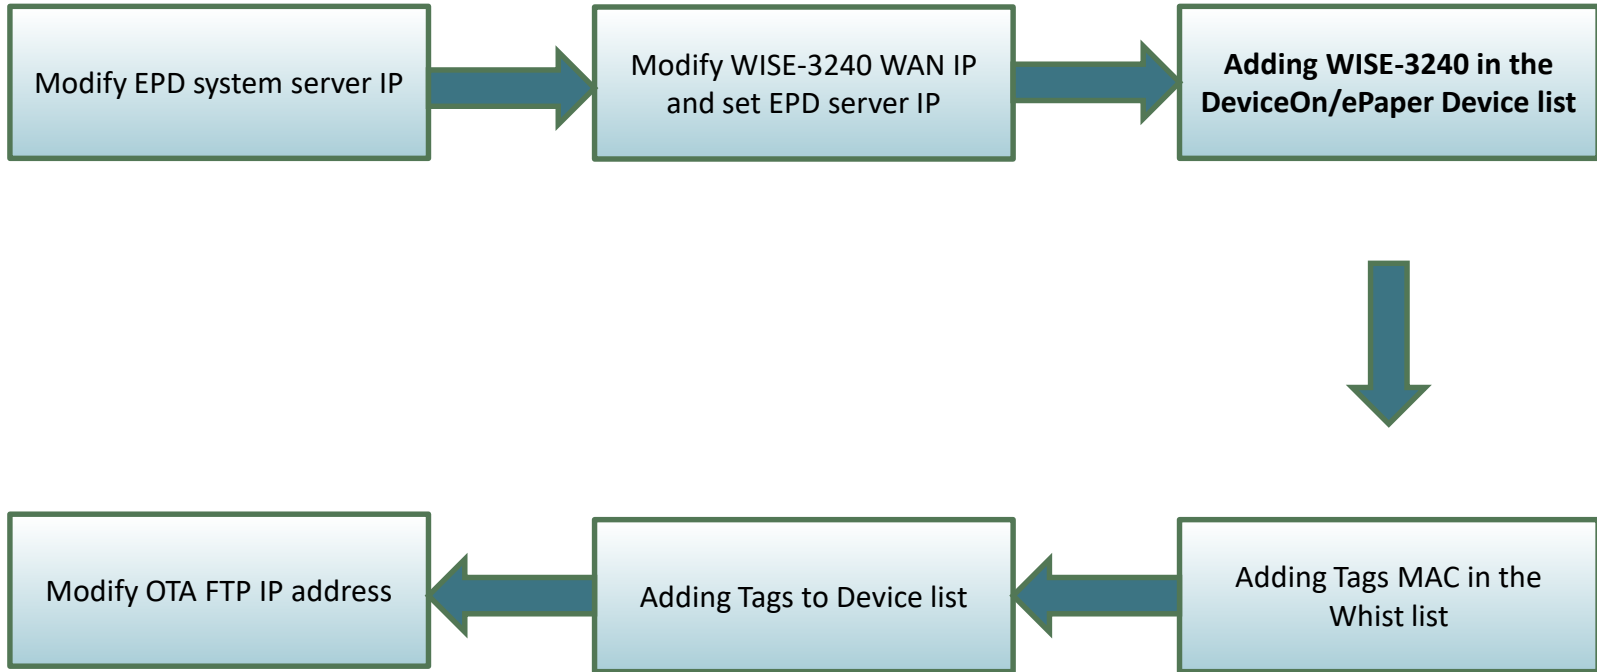 Modify EPD system server IP
Modify WISE-3240 WAN IP
and set EPD server IP
Adding WISE-3240 in the
DeviceOn/ePaper Device list
Adding Tags MAC in the
Whist list
Adding Tags to Device list
Modify OTA FTP IP address